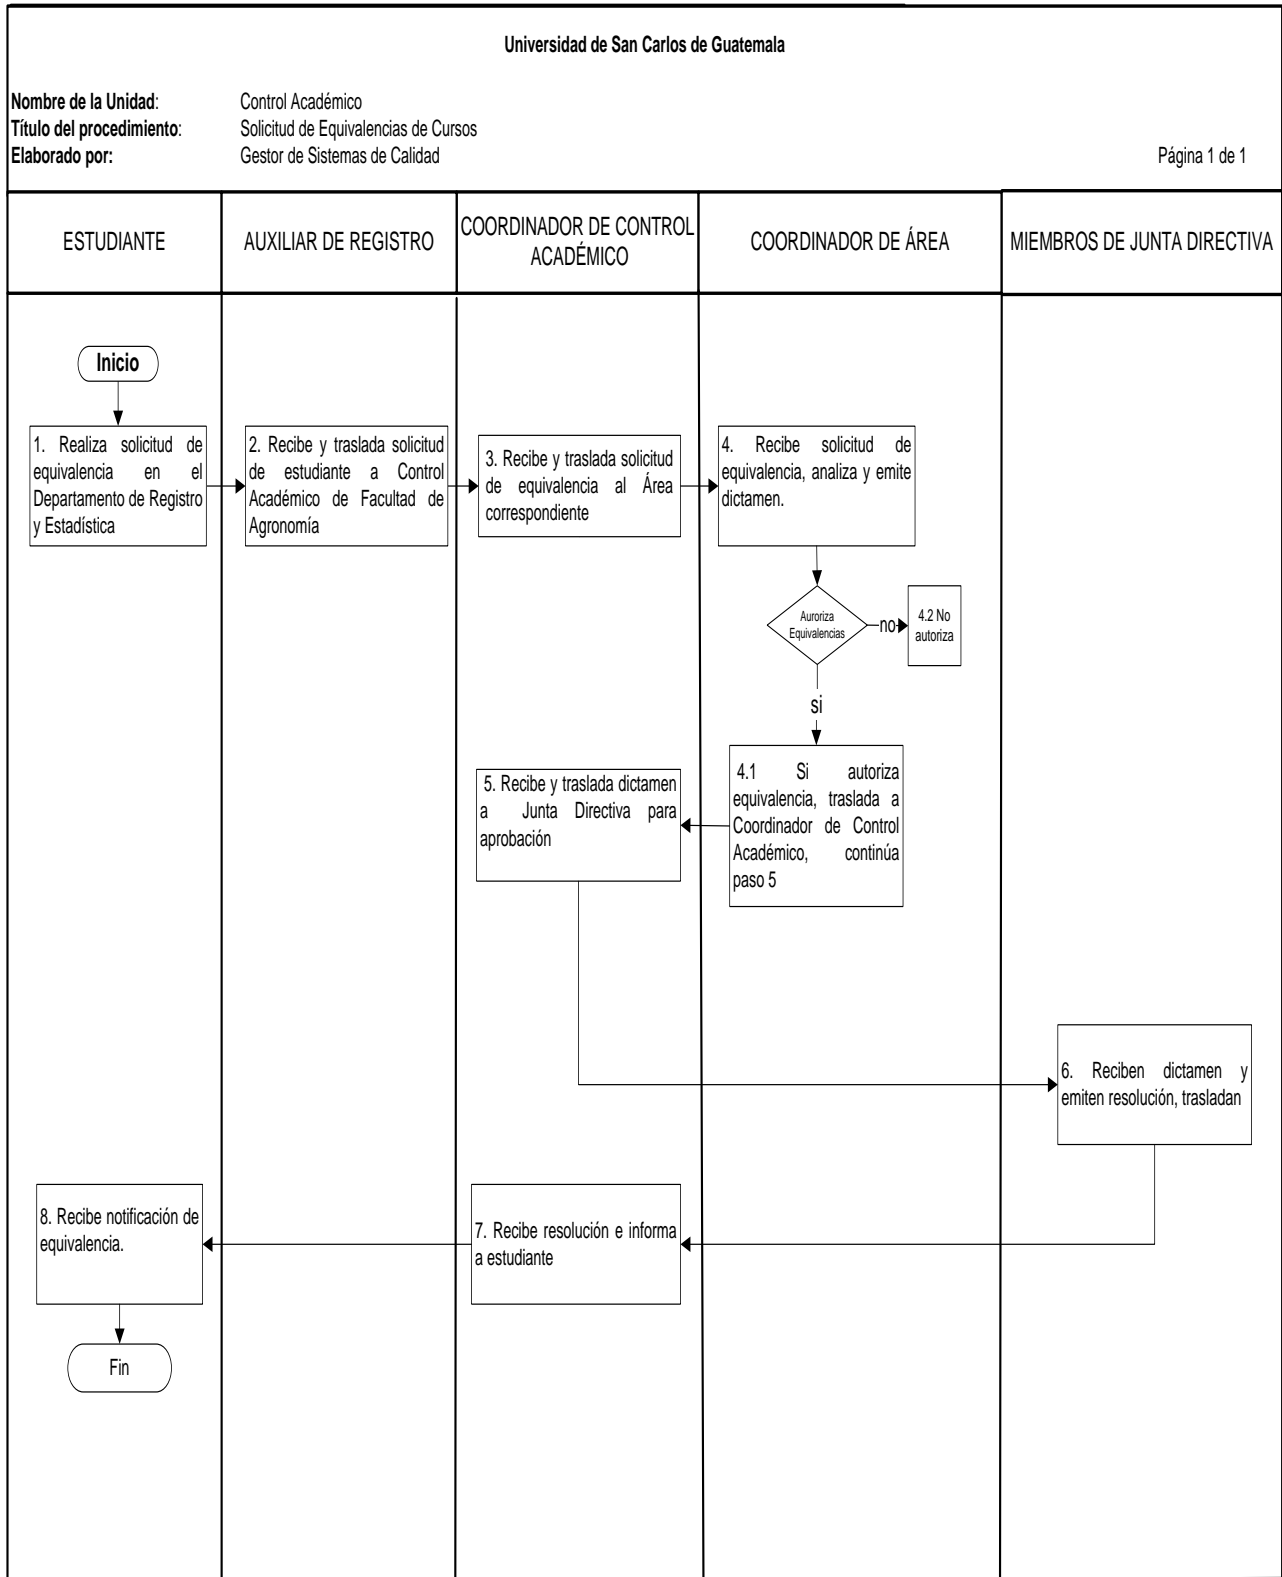 Universidad de San Carlos de Guatemala
Nombre de la Unidad: Control Académico
Título del procedimiento: Solicitud de Equivalencias de Cursos
Elaborado por: Gestor de Sistemas de Calidad Página 1 de 1
ESTUDIANTE
AUXILIAR DE REGISTRO
COORDINADOR DE CONTROL
ACADÉMICO
COORDINADOR DE ÁREA
MIEMBROS DE JUNTA DIRECTIVA
Inicio
1. Realiza solicitud de
equivalencia en el
Departamento de Registro
y Estadística
2. Recibe y traslada solicitud
de estudiante a Control
Académico de Facultad de
Agronomía
3. Recibe y traslada solicitud
de equivalencia al Área
correspondiente
4. Recibe solicitud de
equivalencia, analiza y emite
dictamen.
Auroriza
Equivalencias
no
4.2 No
autoriza
si
4.1 Si autoriza
equivalencia, traslada a
Coordinador de Control
Académico, continúa
paso 5
5. Recibe y traslada dictamen
a Junta Directiva para
aprobación
6. Reciben dictamen y
emiten resolución, trasladan
7. Recibe resolución e informa
a estudiante
8. Recibe notificación de
equivalencia.
Fin